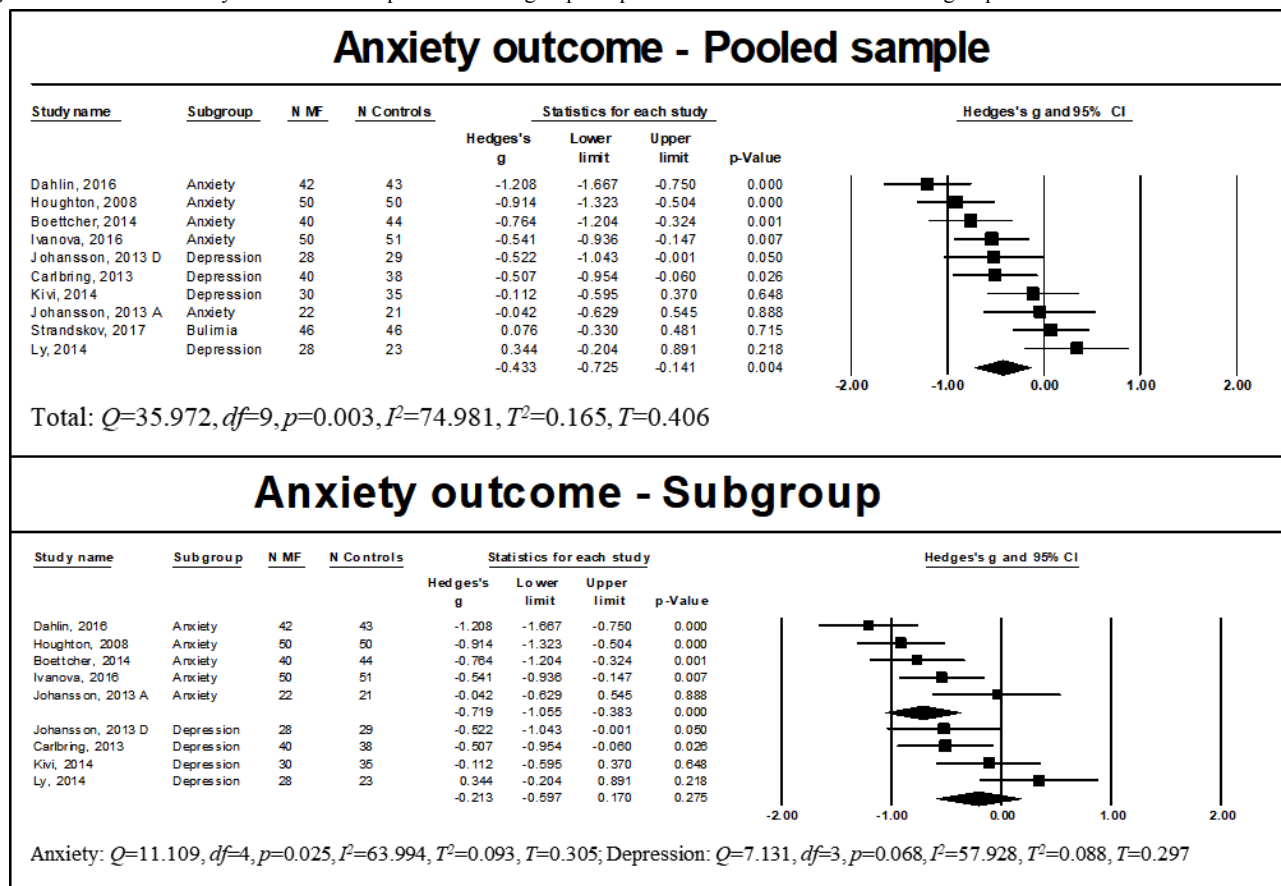 Anxiety outcome - Pooled sample
Study name Subgroup N MF N Controls Statistics for each study Hedges's g and 95% CI
Hedges's g Lower limit Upper limit p-Value
Dahlin, 2016 Anxiety 42 43 -1.208 -1.667 -0.750 0.000
Houghton, 2008 Anxiety 50 50 -0.914 -1.323 -0.504 0.000
Boettcher, 2014 Anxiety 40 44 -0.764 -1.204 -0.324 0.001
Ivanova, 2016 Anxiety 50 51 -0.541 -0.936 -0.147 0.007
Johansson, 2013 D Depression 28 29 -0.522 -1.043 -0.001 0.050
Carlbring, 2013 Depression 40 38 -0.507 -0.954 -0.060 0.026
Kivi, 2014 Depression 30 35 -0.112 -0.595 0.370 0.648
Johansson, 2013 A Anxiety 22 21 -0.042 -0.629 0.545 0.888
Strandskov, 2017 Bulimia 46 46 0.076 -0.330 0.481 0.715
Ly, 2014 Depression 28 23 0.344 -0.204 0.891 0.218
-0.433 -0.725 -0.141 0.004
-2.00 -1.00 0.00 1.00 2.00
Total: Q=35.972, df=9, p=0.003, I²=74.981, T²=0.165, T=0.406
Anxiety outcome - Subgroup
Study name Subgroup N MF N Controls Statistics for each study Hedges's g and 95% CI
Hedges's g Lower limit Upper limit p-Value
Dahlin, 2016 Anxiety 42 43 -1.208 -1.667 -0.750 0.000
Houghton, 2008 Anxiety 50 50 -0.914 -1.323 -0.504 0.000
Boettcher, 2014 Anxiety 40 44 -0.764 -1.204 -0.324 0.001
Ivanova, 2016 Anxiety 50 51 -0.541 -0.936 -0.147 0.007
Johansson, 2013 A Anxiety 22 21 -0.042 -0.629 0.545 0.888
-0.719 -1.055 -0.383 0.000
Johansson, 2013 D Depression 28 29 -0.522 -1.043 -0.001 0.050
Carlbring, 2013 Depression 40 38 -0.507 -0.954 -0.060 0.026
Kivi, 2014 Depression 30 35 -0.112 -0.595 0.370 0.648
Ly, 2014 Depression 28 23 0.344 -0.204 0.891 0.218
-0.213 -0.597 0.170 0.275
-2.00 -1.00 0.00 1.00 2.00
Anxiety: Q=11.109, df=4, p=0.025, I²=63.994, T²=0.093, T=0.305; Depression: Q=7.131, df=3, p=0.068, I²=57.928, T²=0.088, T=0.297